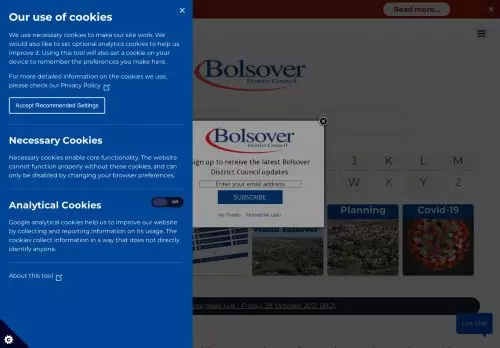 Our use of cookies
We use necessary cookies to make our site work. We
would also like to set optional analytics cookies to help us
improve it. Using this tool will also set a cookie on your
device to remember the preferences you make here.
For more detailed information on the cookies we use,
please check our Privacy Policy
Accept Recommended Settings
Necessary Cookies
Necessary cookies enable core functionality. The website
cannot function properly without these cookies, and can
only be disabled by changing your browser preferences.
Analytical Cookies
Off
Google analytical cookies help us to improve our website
by collecting and reporting information on its usage. The
cookies collect information in a way that does not directly
identify anyone.
About this tool
Read more...
Bolsover
District Council
Bolsover
District Council
ign up to receive the latest Bolsover
District Council updates
Enter your email address
SUBSCRIBE
No Thanks
Remind Me Later
J K L
W X Y Z
Vision Bolsover
Planning
Covid-19
goes live - Friday, 29 October 2021 08:21
Live Chat